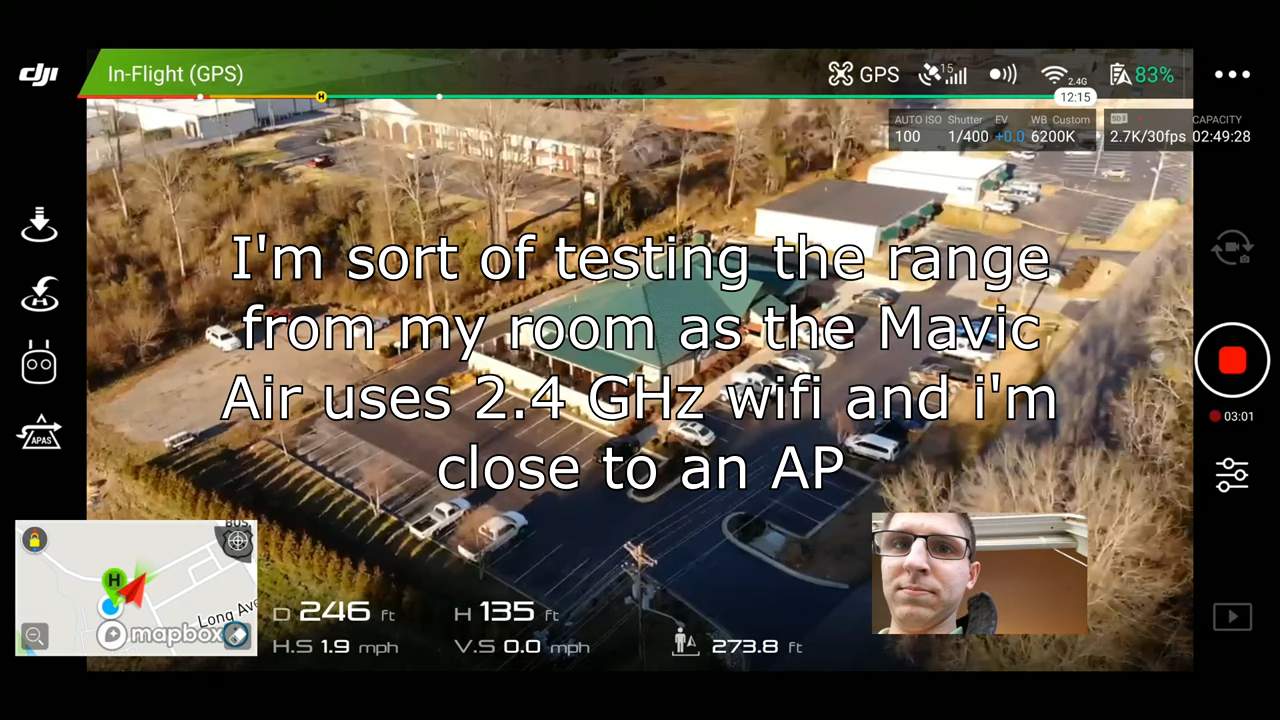 dji
In-Flight (GPS)
GPS
15
2.4G
83%
12:15
AUTO ISO Shutter EV WB Custom
100 1/400 +0.0 6200K
SD CAPACITY
2.7K/30fps 02:49:28
H
I'm sort of testing the range
from my room as the Mavic
Air uses 2.4 GHz wifi and i'm
close to an AP
H
APAS
03:01
BUS
H
Long Ave
mapbox
D 246 ft H 135 ft
H.S 1.9 mph V.S 0.0 mph 273.8 ft